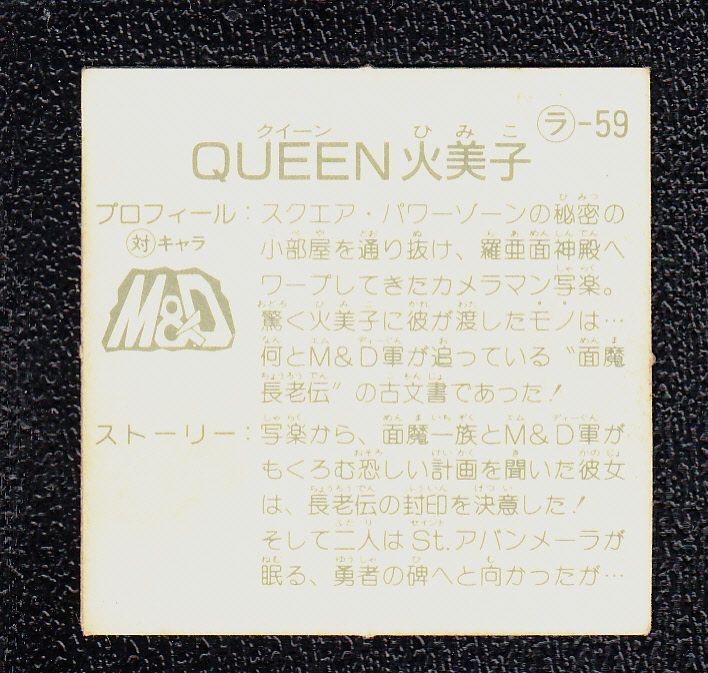 ラ-59
QUEEN火美子
クイーン ひみこ
プロフィール：スクエア・パワーゾーンの秘密の
小部屋を通り抜け、羅亜面神殿へ
対キャラ
ワープしてきたカメラマン写楽。
M&D
驚く火美子に彼が渡したモノは…
何とM&D軍が追っている“面魔
長老伝”の古文書であった！
ストーリー：写楽から、面魔一族とM&D軍が
もくろむ恐しい計画を聞いた彼女
は、長老伝の封印を決意した！
そして二人はSt.アバンメーラが
眠る、勇者の碑へと向かったが…